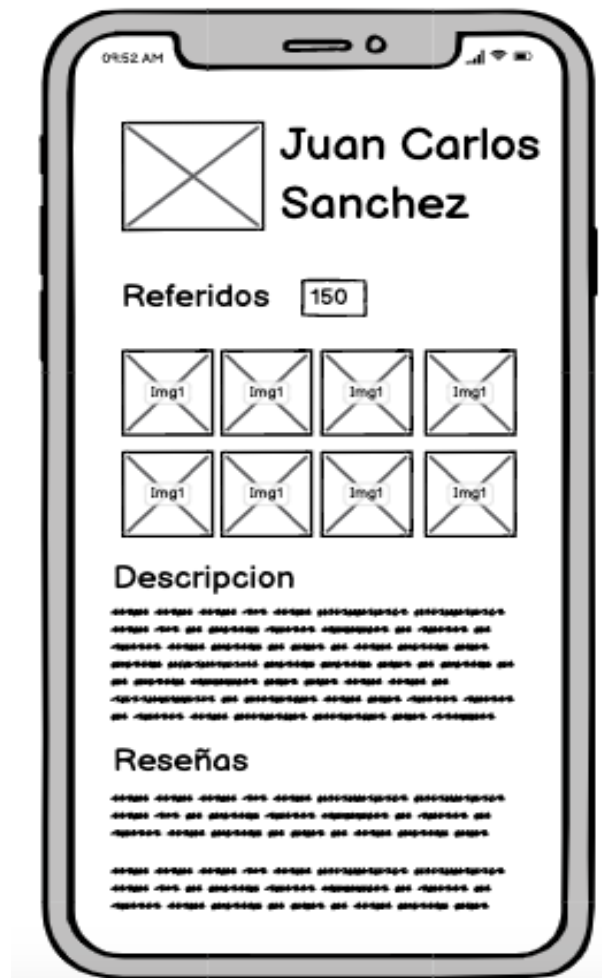 09:52 AM
Juan Carlos
Sanchez
Referidos 150
Img1 Img1 Img1 Img1
Img1 Img1 Img1 Img1
Descripcion
Reseñas